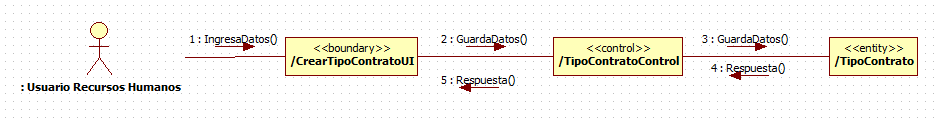 1 : IngresaDatos()
2 : GuardaDatos()
3 : GuardaDatos()
<<boundary>>
/CrearTipoContratoUI
<<control>>
/TipoContratoControl
<<entity>>
/TipoContrato
5 : Respuesta()
4 : Respuesta()
: Usuario Recursos Humanos